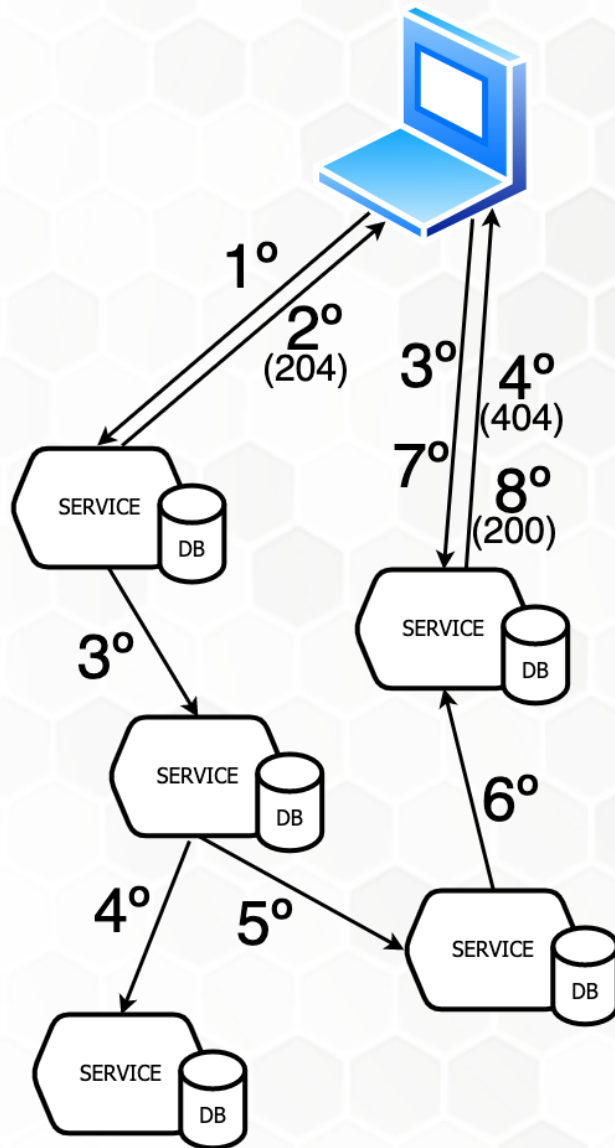 1º
2º
(204)
3º
4º
(404)
7º
8º
(200)
SERVICE
DB
SERVICE
DB
3º
SERVICE
DB
6º
4º
5º
SERVICE
DB
SERVICE
DB